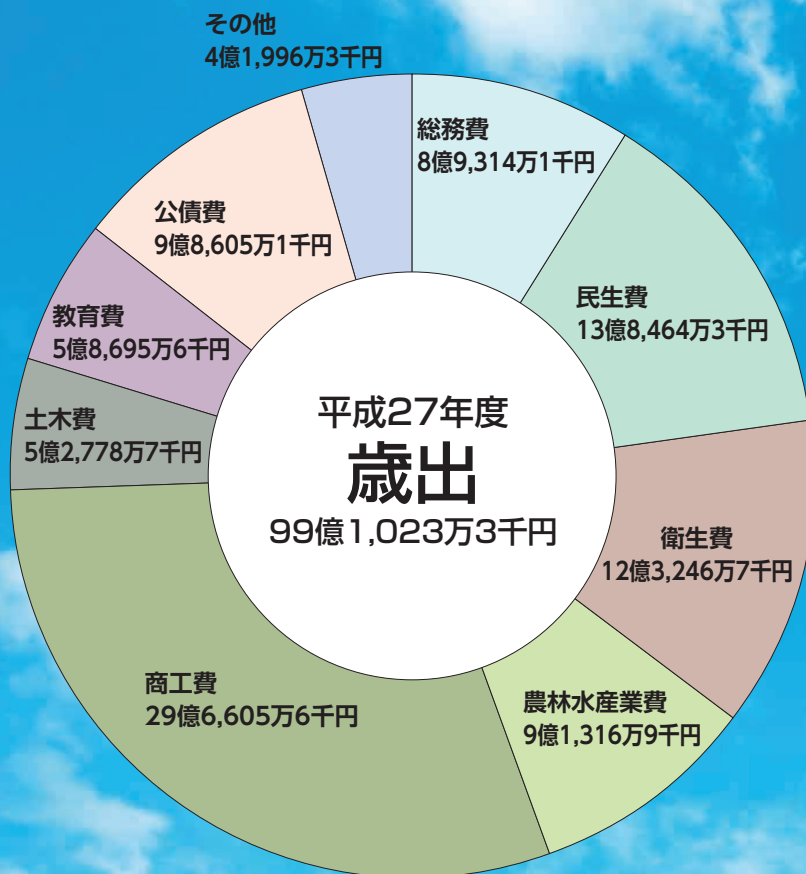 その他
4億1,996万3千円
総務費
8億9,314万1千円
公債費
9億8,605万1千円
民生費
13億8,464万3千円
教育費
5億8,695万6千円
土木費
5億2,778万7千円
平成27年度
歳出
99億1,023万3千円
衛生費
12億3,246万7千円
商工費
29億6,605万6千円
農林水産業費
9億1,316万9千円